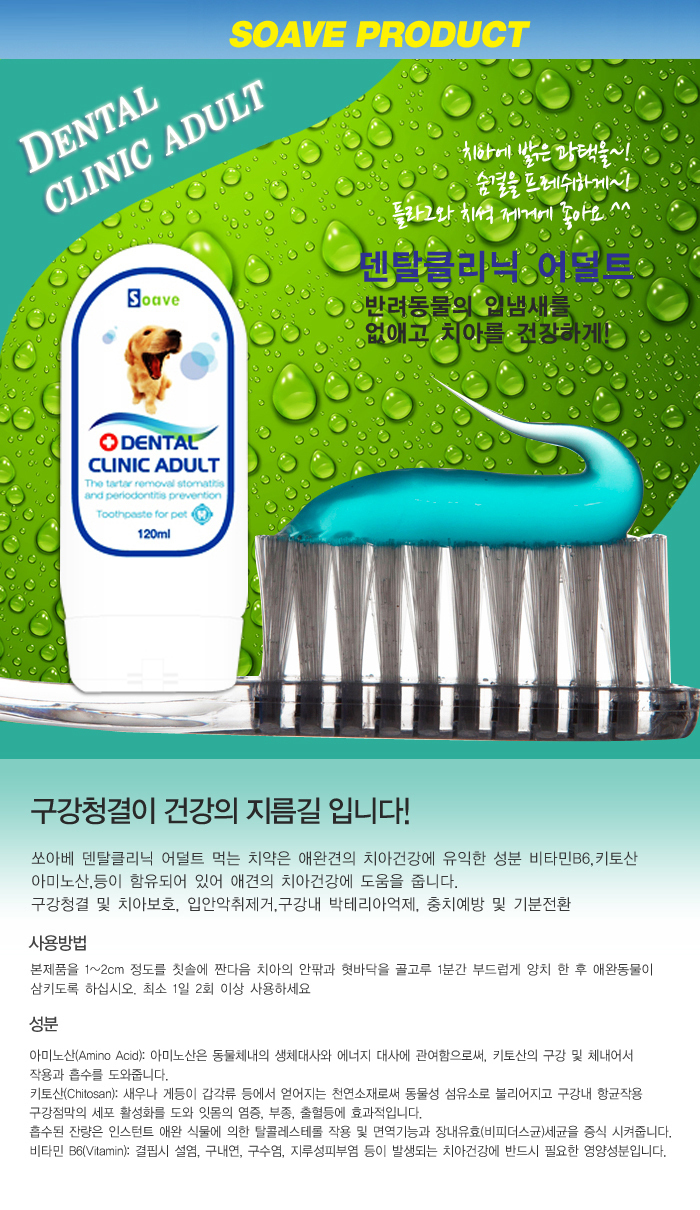 SOAVE PRODUCT
DENTAL
CLINIC ADULT
치아에 밝은 광택을~!
숨결을 프레쉬하게~!
플라그와 치석 제거에 좋아요 ^^
덴탈클리닉 어덜트
반려동물의 입냄새를
없애고 치아를 건강하게!
Soave
DENTAL
CLINIC ADULT
The tartar removal stomatitis
and periodontitis prevention
Toothpaste for pet
120ml
구강청결이 건강의 지름길 입니다!
쏘아베 덴탈클리닉 어덜트 먹는 치약은 애완견의 치아건강에 유익한 성분 비타민B6,키토산
아미노산,등이 함유되어 있어 애견의 치아건강에 도움을 줍니다.
구강청결 및 치아보호, 입안악취제거,구강내 박테리아억제, 충치예방 및 기분전환
사용방법
본제품을 1~2cm 정도를 칫솔에 짠다음 치아의 안팎과 혓바닥을 골고루 1분간 부드럽게 양치 한 후 애완동물이
삼키도록 하십시오. 최소 1일 2회 이상 사용하세요
성분
아미노산(Amino Acid): 아미노산은 동물체내의 생체대사와 에너지 대사에 관여함으로써, 키토산의 구강 및 체내어서
작용과 흡수를 도와줍니다.
키토산(Chitosan): 새우나 게등이 갑각류 등에서 얻어지는 천연소재로써 동물성 섬유소로 불리어지고 구강내 항균작용
구강점막의 세포 활성화를 도와 잇몸의 염증, 부종, 출혈등에 효과적입니다.
흡수된 잔량은 인스턴트 애완 식물에 의한 탈콜레스테롤 작용 및 면역기능과 장내유효(비피더스균)세균을 증식 시켜줍니다.
비타민 B6(Vitamin): 결핍시 설염, 구내연, 구수염, 지루성피부염 등이 발생되는 치아건강에 반드시 필요한 영양성분입니다.